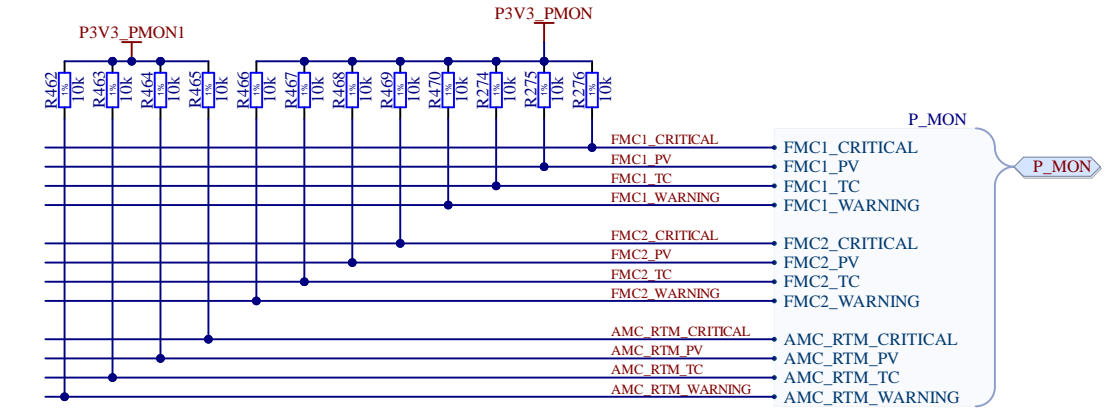 P3V3_PMON
P3V3_PMON1
R462 1% 10k
R463 1% 10k
R464 1% 10k
R465 1% 10k
R466 1% 10k
R467 1% 10k
R468 1% 10k
R469 1% 10k
R470 1% 10k
R274 1% 10k
R275 1% 10k
R276 1% 10k
P_MON
FMC1_CRITICAL FMC1_CRITICAL
FMC1_PV FMC1_PV P_MON
FMC1_TC FMC1_TC
FMC1_WARNING FMC1_WARNING
FMC2_CRITICAL FMC2_CRITICAL
FMC2_PV FMC2_PV
FMC2_TC FMC2_TC
FMC2_WARNING FMC2_WARNING
AMC_RTM_CRITICAL AMC_RTM_CRITICAL
AMC_RTM_PV AMC_RTM_PV
AMC_RTM_TC AMC_RTM_TC
AMC_RTM_WARNING AMC_RTM_WARNING